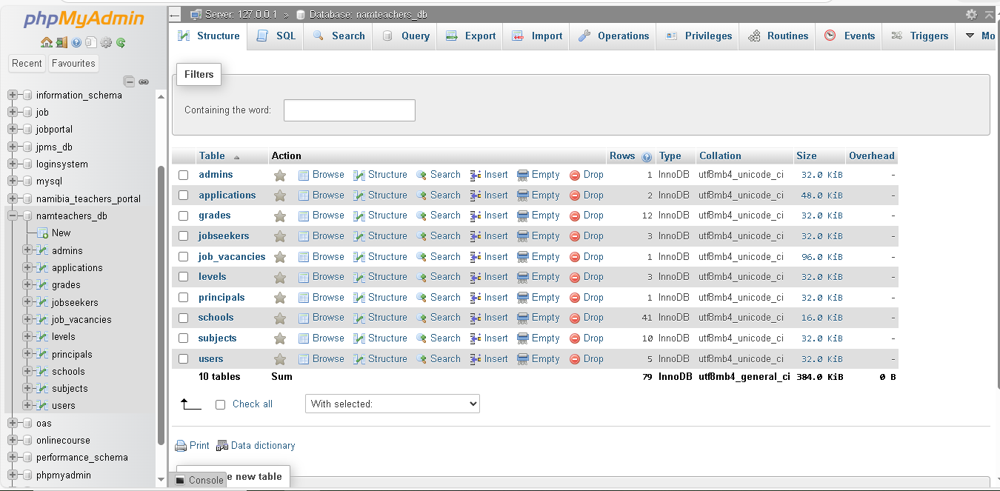 phpMyAdmin
Recent Favourites
information_schema
job
jobportal
jpms_db
loginsystem
mysql
namibia_teachers_portal
namteachers_db
New
admins
applications
grades
jobseekers
job_vacancies
levels
principals
schools
subjects
users
oas
onlinecourse
performance_schema
phpmyadmin
Server: 127.0.0.1 » Database: namteachers_db
Structure SQL Search Query Export Import Operations Privileges Routines Events Triggers Mo
Filters
Containing the word:
Table Action Rows Type Collation Size Overhead
admins Browse Structure Search Insert Empty Drop 1 InnoDB utf8mb4_unicode_ci 32.0 KiB -
applications Browse Structure Search Insert Empty Drop 2 InnoDB utf8mb4_unicode_ci 48.0 KiB -
grades Browse Structure Search Insert Empty Drop 12 InnoDB utf8mb4_unicode_ci 32.0 KiB -
jobseekers Browse Structure Search Insert Empty Drop 3 InnoDB utf8mb4_unicode_ci 32.0 KiB -
job_vacancies Browse Structure Search Insert Empty Drop 1 InnoDB utf8mb4_unicode_ci 96.0 KiB -
levels Browse Structure Search Insert Empty Drop 3 InnoDB utf8mb4_unicode_ci 32.0 KiB -
principals Browse Structure Search Insert Empty Drop 1 InnoDB utf8mb4_unicode_ci 32.0 KiB -
schools Browse Structure Search Insert Empty Drop 41 InnoDB utf8mb4_unicode_ci 16.0 KiB -
subjects Browse Structure Search Insert Empty Drop 10 InnoDB utf8mb4_unicode_ci 32.0 KiB -
users Browse Structure Search Insert Empty Drop 5 InnoDB utf8mb4_unicode_ci 32.0 KiB -
10 tables Sum 79 InnoDB utf8mb4_general_ci 384.0 KiB 0 B
Check all With selected:
Print Data dictionary
e new table
Console